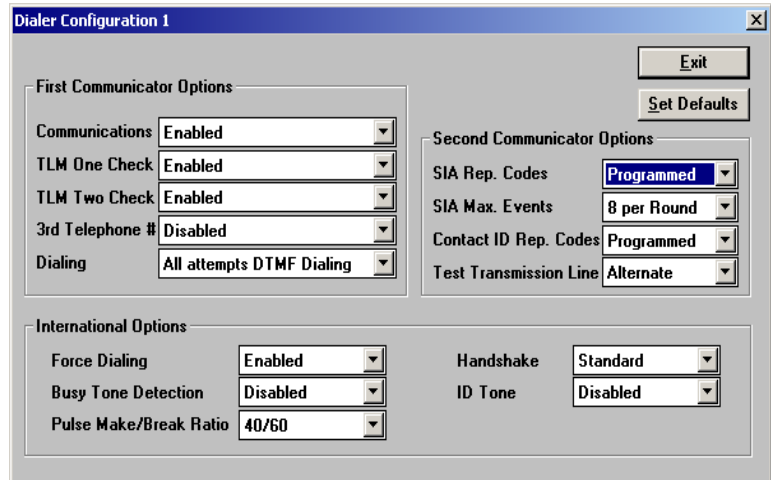 Dialer Configuration 1
Exit
Set Defaults
First Communicator Options
Communications Enabled
TLM One Check Enabled
TLM Two Check Enabled
3rd Telephone # Disabled
Dialing All attempts DTMF Dialing
Second Communicator Options
SIA Rep. Codes Programmed
SIA Max. Events 8 per Round
Contact ID Rep. Codes Programmed
Test Transmission Line Alternate
International Options
Force Dialing Enabled
Busy Tone Detection Disabled
Pulse Make/Break Ratio 40/60
Handshake Standard
ID Tone Disabled